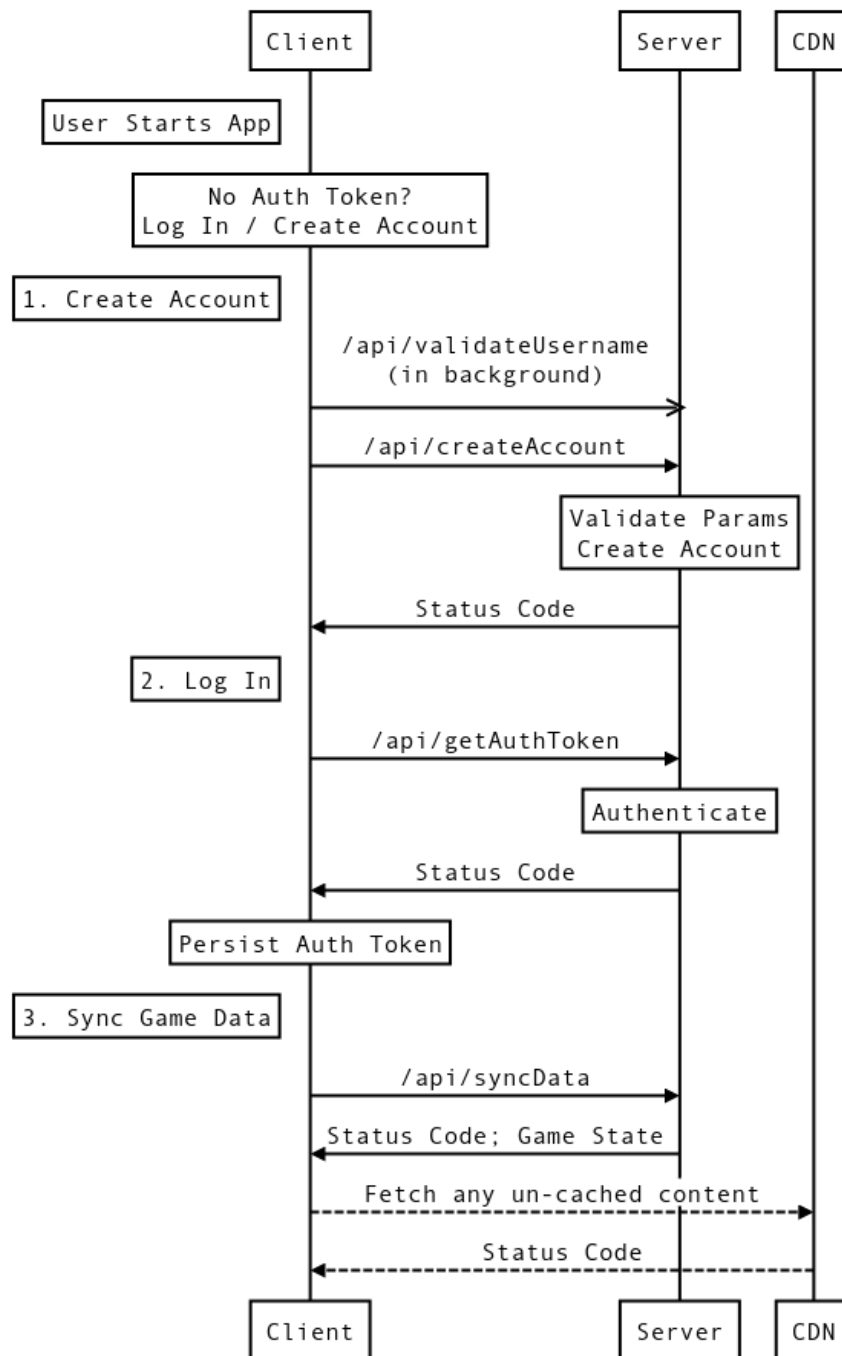 Client
Server
CDN
User Starts App
No Auth Token?
Log In / Create Account
1. Create Account
/api/validateUsername
(in background)
/api/createAccount
Validate Params
Create Account
Status Code
2. Log In
/api/getAuthToken
Authenticate
Status Code
Persist Auth Token
3. Sync Game Data
/api/syncData
Status Code; Game State
Fetch any un-cached content
Status Code
Client
Server
CDN